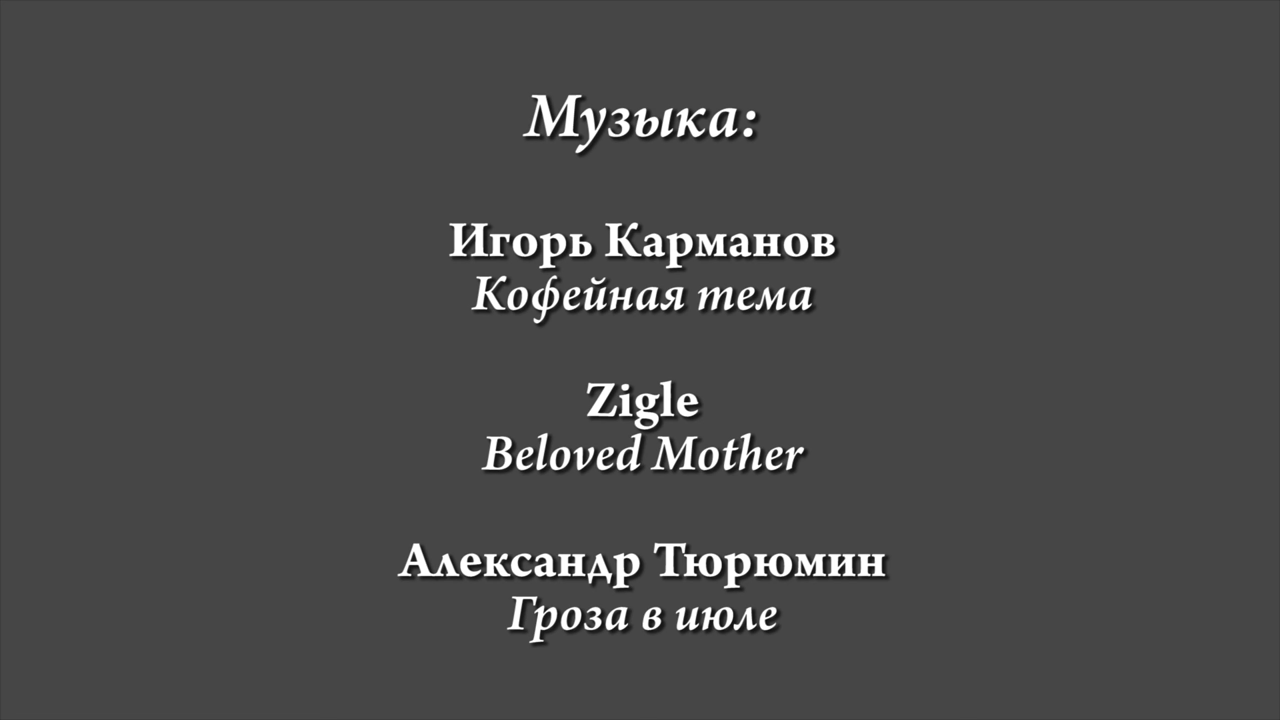 Музыка:
Игорь Карманов
Кофейная тема
Zigle
Beloved Mother
Александр Тюрюмин
Гроза в июле